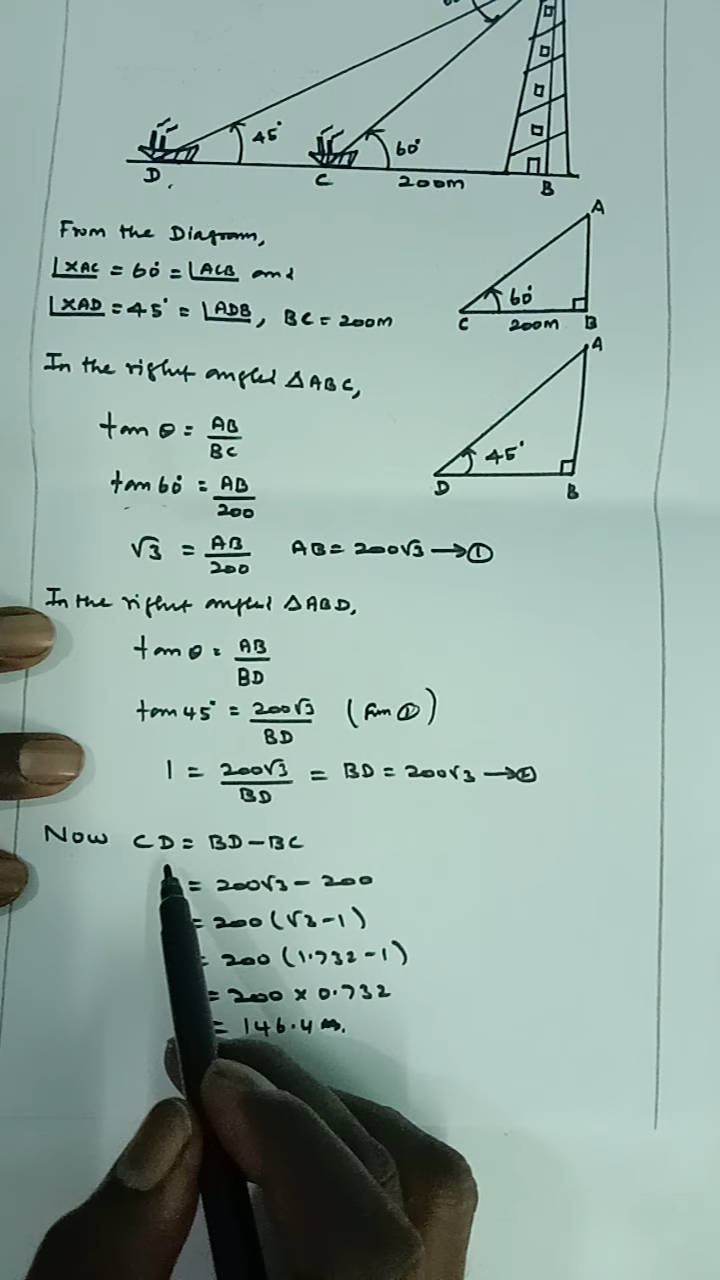 45° 60°
D. C 200m B
A
From the Diagram,
∠XAC = 60° = ∠ACB and
60°
∠XAD = 45° = ∠ADB, BC = 200m
C 200m B
A
In the right angled △ABC,
tan θ = AB/BC
45°
D B
tan 60° = AB/200
√3 = AB/200 AB = 200√3 → ①
In the right angled △ABD,
tan θ = AB/BD
tan 45° = 200√3/BD (from ①)
1 = 200√3/BD = BD = 200√3 → ②
Now CD = BD - BC
= 200√3 - 200
= 200 (√3 - 1)
= 200 (1.732 - 1)
= 200 × 0.732
= 146.4 m.